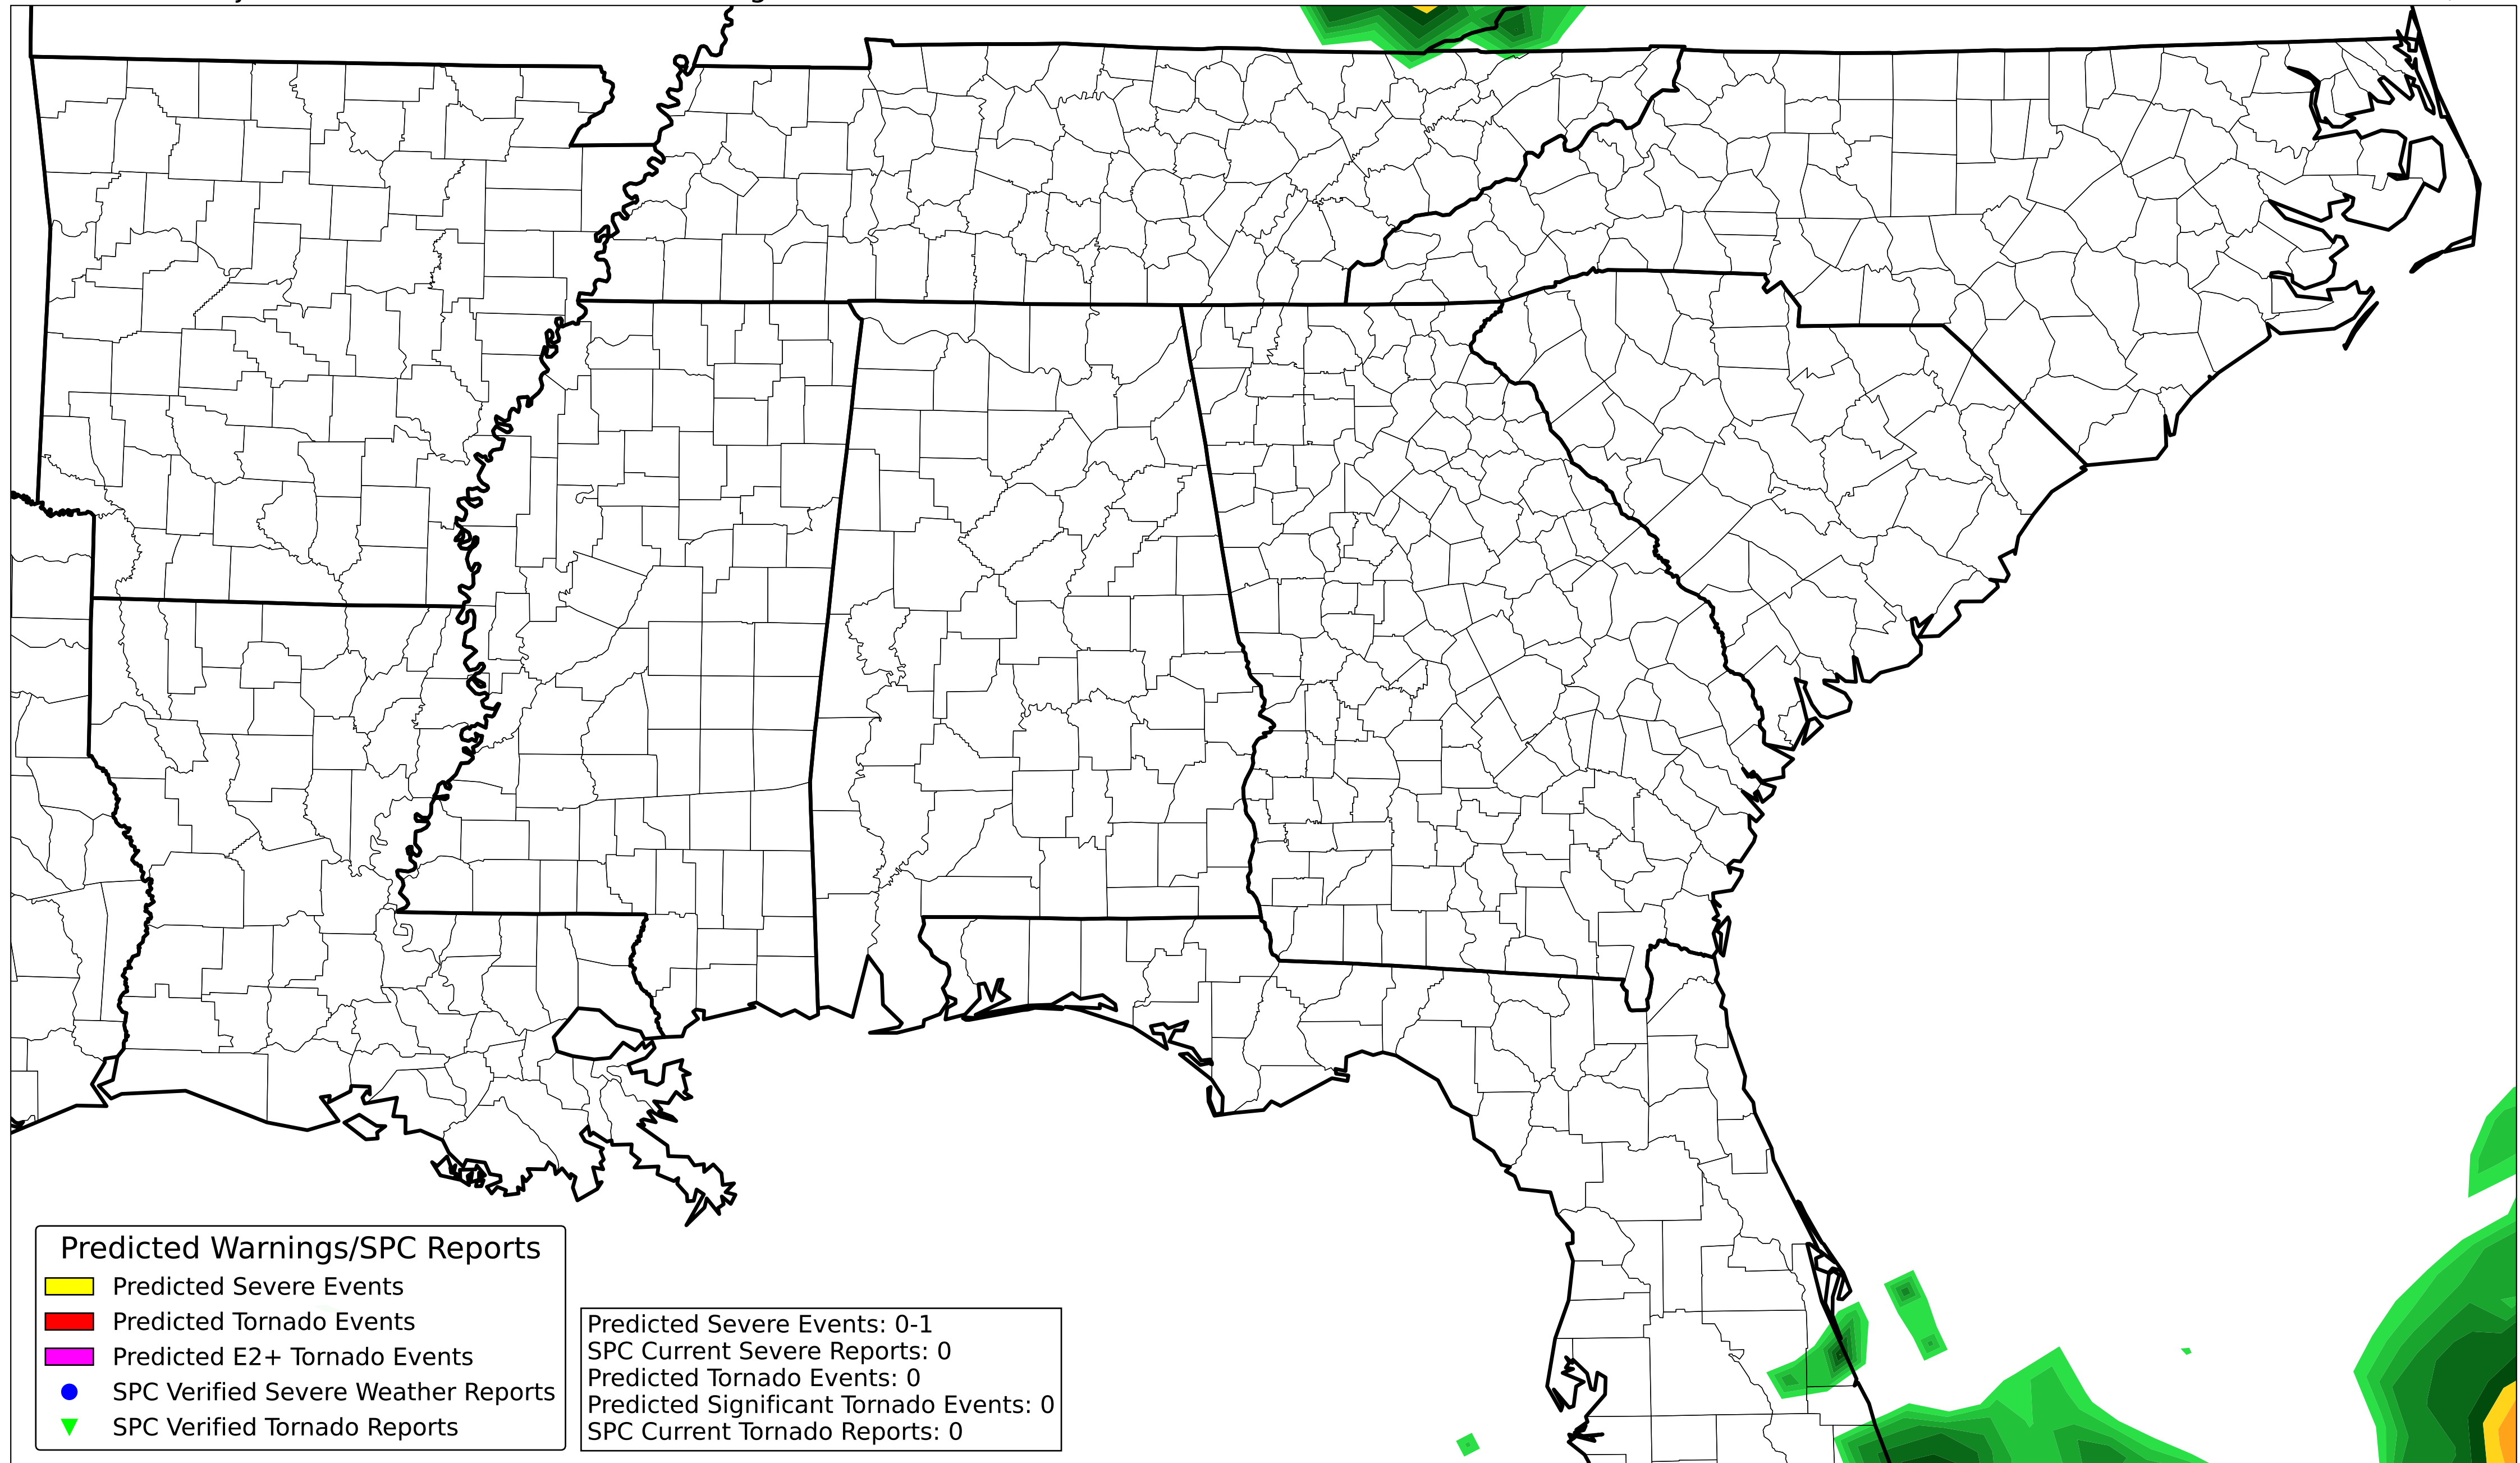 Predicted Warnings/SPC Reports
Predicted Severe Events
Predicted Tornado Events
Predicted E2+ Tornado Events
SPC Verified Severe Weather Reports
SPC Verified Tornado Reports
Predicted Severe Events: 0-1
SPC Current Severe Reports: 0
Predicted Tornado Events: 0
Predicted Significant Tornado Events: 0
SPC Current Tornado Reports: 0